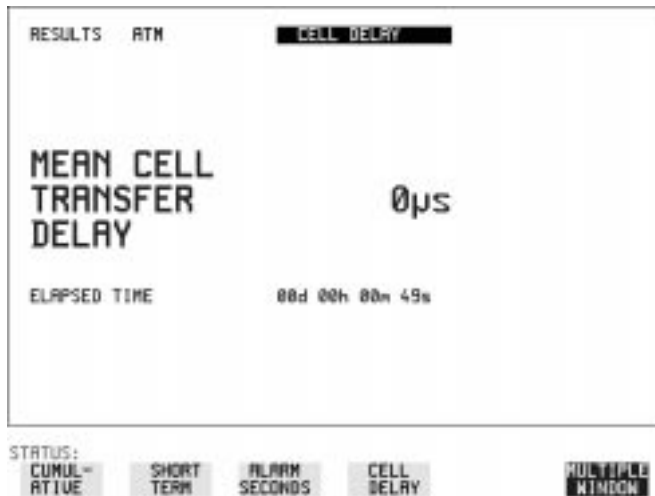 RESULTS ATM CELL DELAY
MEAN CELL
TRANSFER 0µs
DELAY
ELAPSED TIME 00d 00h 00m 49s
STATUS:
CUMUL- SHORT ALARM CELL MULTIPLE
ATIVE TERM SECONDS DELAY WINDOW